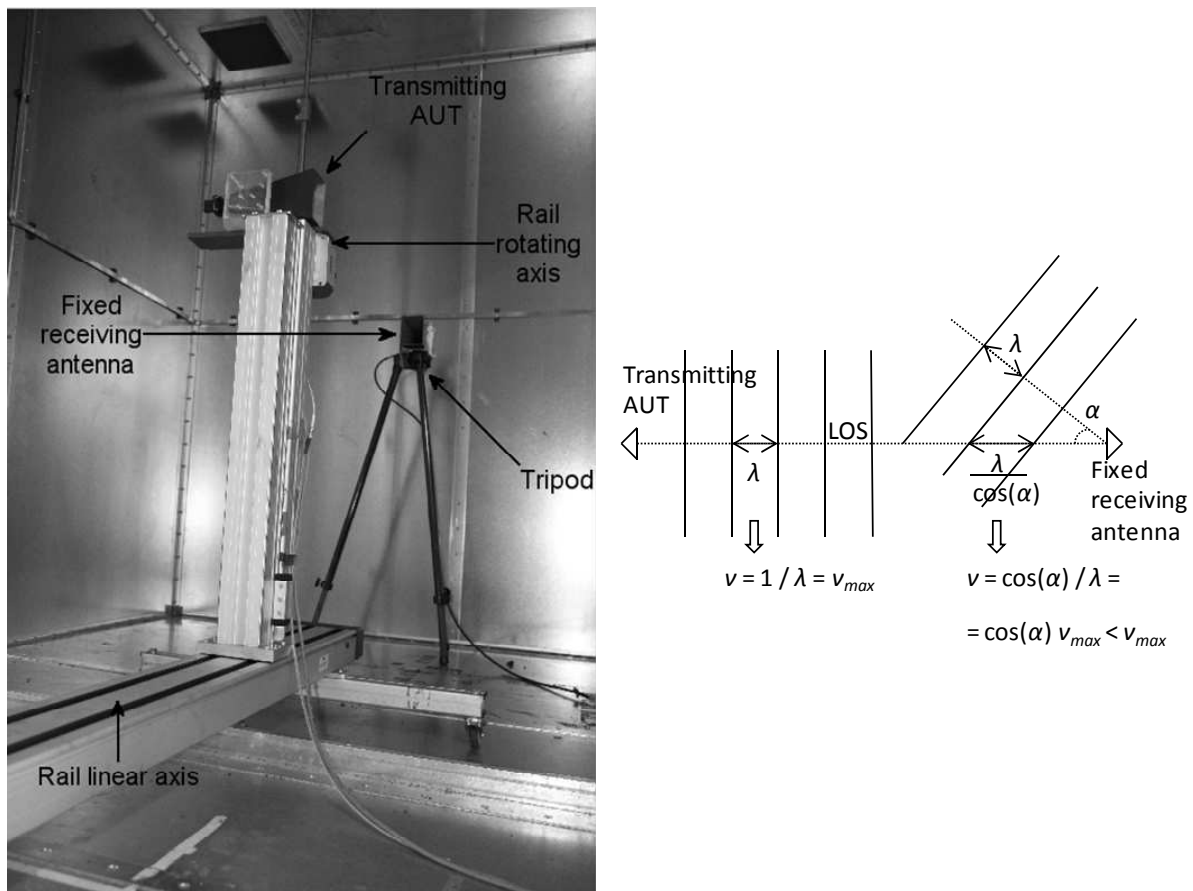 Transmitting
AUT
Rail
rotating
axis
Fixed
receiving
antenna
Tripod
Rail linear axis
Transmitting
AUT
LOS
λ
λ
α
λ
cos(α)
Fixed
receiving
antenna
v = 1 / λ = vmax
v = cos(α) / λ =
= cos(α) vmax < vmax